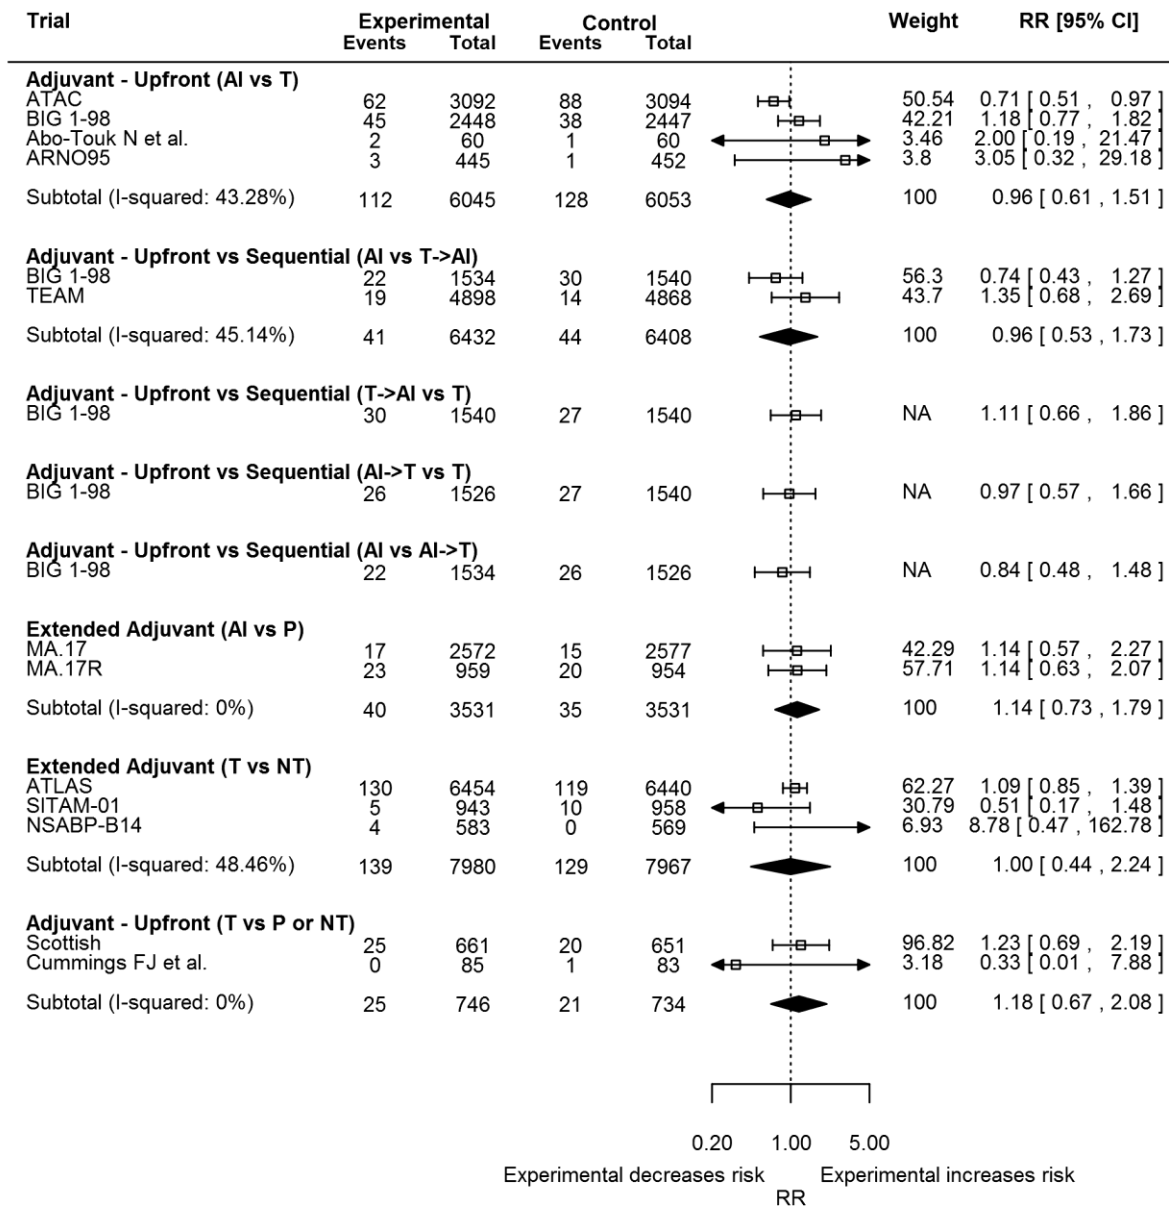 Trial Experimental Control Weight RR [95% CI]
Events Total Events Total
Adjuvant - Upfront (AI vs T)
ATAC 62 3092 88 3094 50.54 0.71 [ 0.51 , 0.97 ]
BIG 1-98 45 2448 38 2447 42.21 1.18 [ 0.77 , 1.82 ]
Abo-Touk N et al. 2 60 1 60 3.46 2.00 [ 0.19 , 21.47 ]
ARNO95 3 445 1 452 3.8 3.05 [ 0.32 , 29.18 ]
Subtotal (I-squared: 43.28%) 112 6045 128 6053 100 0.96 [ 0.61 , 1.51 ]
Adjuvant - Upfront vs Sequential (AI vs T->AI)
BIG 1-98 22 1534 30 1540 56.3 0.74 [ 0.43 , 1.27 ]
TEAM 19 4898 14 4868 43.7 1.35 [ 0.68 , 2.69 ]
Subtotal (I-squared: 45.14%) 41 6432 44 6408 100 0.96 [ 0.53 , 1.73 ]
Adjuvant - Upfront vs Sequential (T->AI vs T)
BIG 1-98 30 1540 27 1540 NA 1.11 [ 0.66 , 1.86 ]
Adjuvant - Upfront vs Sequential (AI->T vs T)
BIG 1-98 26 1526 27 1540 NA 0.97 [ 0.57 , 1.66 ]
Adjuvant - Upfront vs Sequential (AI vs AI->T)
BIG 1-98 22 1534 26 1526 NA 0.84 [ 0.48 , 1.48 ]
Extended Adjuvant (AI vs P)
MA.17 17 2572 15 2577 42.29 1.14 [ 0.57 , 2.27 ]
MA.17R 23 959 20 954 57.71 1.14 [ 0.63 , 2.07 ]
Subtotal (I-squared: 0%) 40 3531 35 3531 100 1.14 [ 0.73 , 1.79 ]
Extended Adjuvant (T vs NT)
ATLAS 130 6454 119 6440 62.27 1.09 [ 0.85 , 1.39 ]
SITAM-01 5 943 10 958 30.79 0.51 [ 0.17 , 1.48 ]
NSABP-B14 4 583 0 569 6.93 8.78 [ 0.47 , 162.78 ]
Subtotal (I-squared: 48.46%) 139 7980 129 7967 100 1.00 [ 0.44 , 2.24 ]
Adjuvant - Upfront (T vs P or NT)
Scottish 25 661 20 651 96.82 1.23 [ 0.69 , 2.19 ]
Cummings FJ et al. 0 85 1 83 3.18 0.33 [ 0.01 , 7.88 ]
Subtotal (I-squared: 0%) 25 746 21 734 100 1.18 [ 0.67 , 2.08 ]
0.20 1.00 5.00
Experimental decreases risk Experimental increases risk
RR